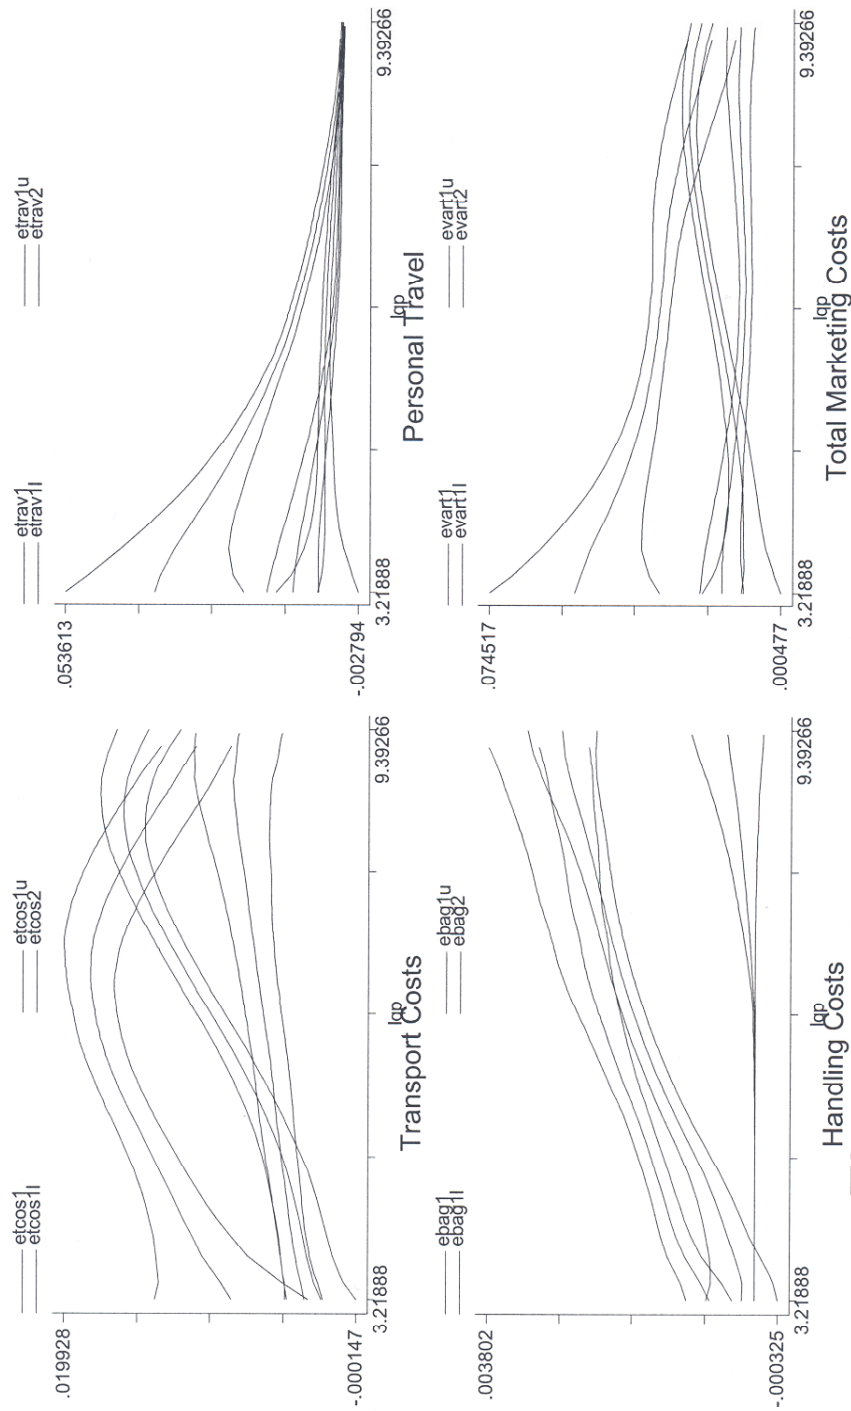 etcos1 etcos1u
etcos1l etcos2
.019928
-.000147
3.21888 9.39266
lqp
Transport Costs
etrav1 etrav1u
etrav1l etrav2
.053613
-.002794
3.21888 9.39266
lqp
Personal Travel
ebag1 ebag1u
ebag1l ebag2
.003802
-.000325
3.21888 9.39266
lqp
Handling Costs
evart1 evart1u
evart1l evart2
.074517
.000477
3.21888 9.39266
lqp
Total Marketing Costs